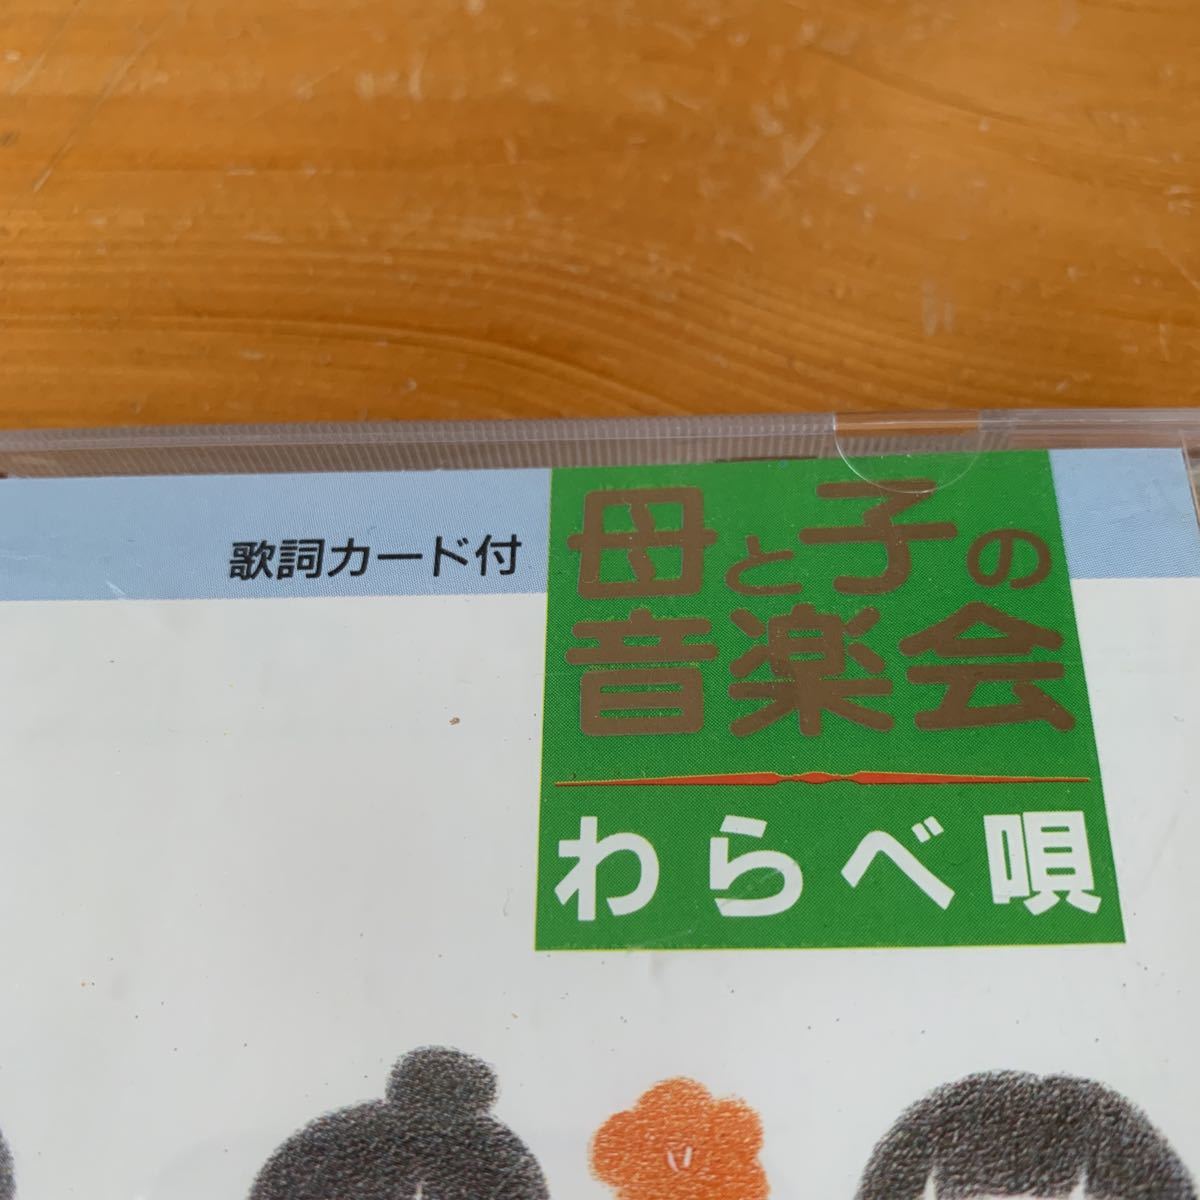 歌詞カード付
母と子の
音楽会
わらべ唄